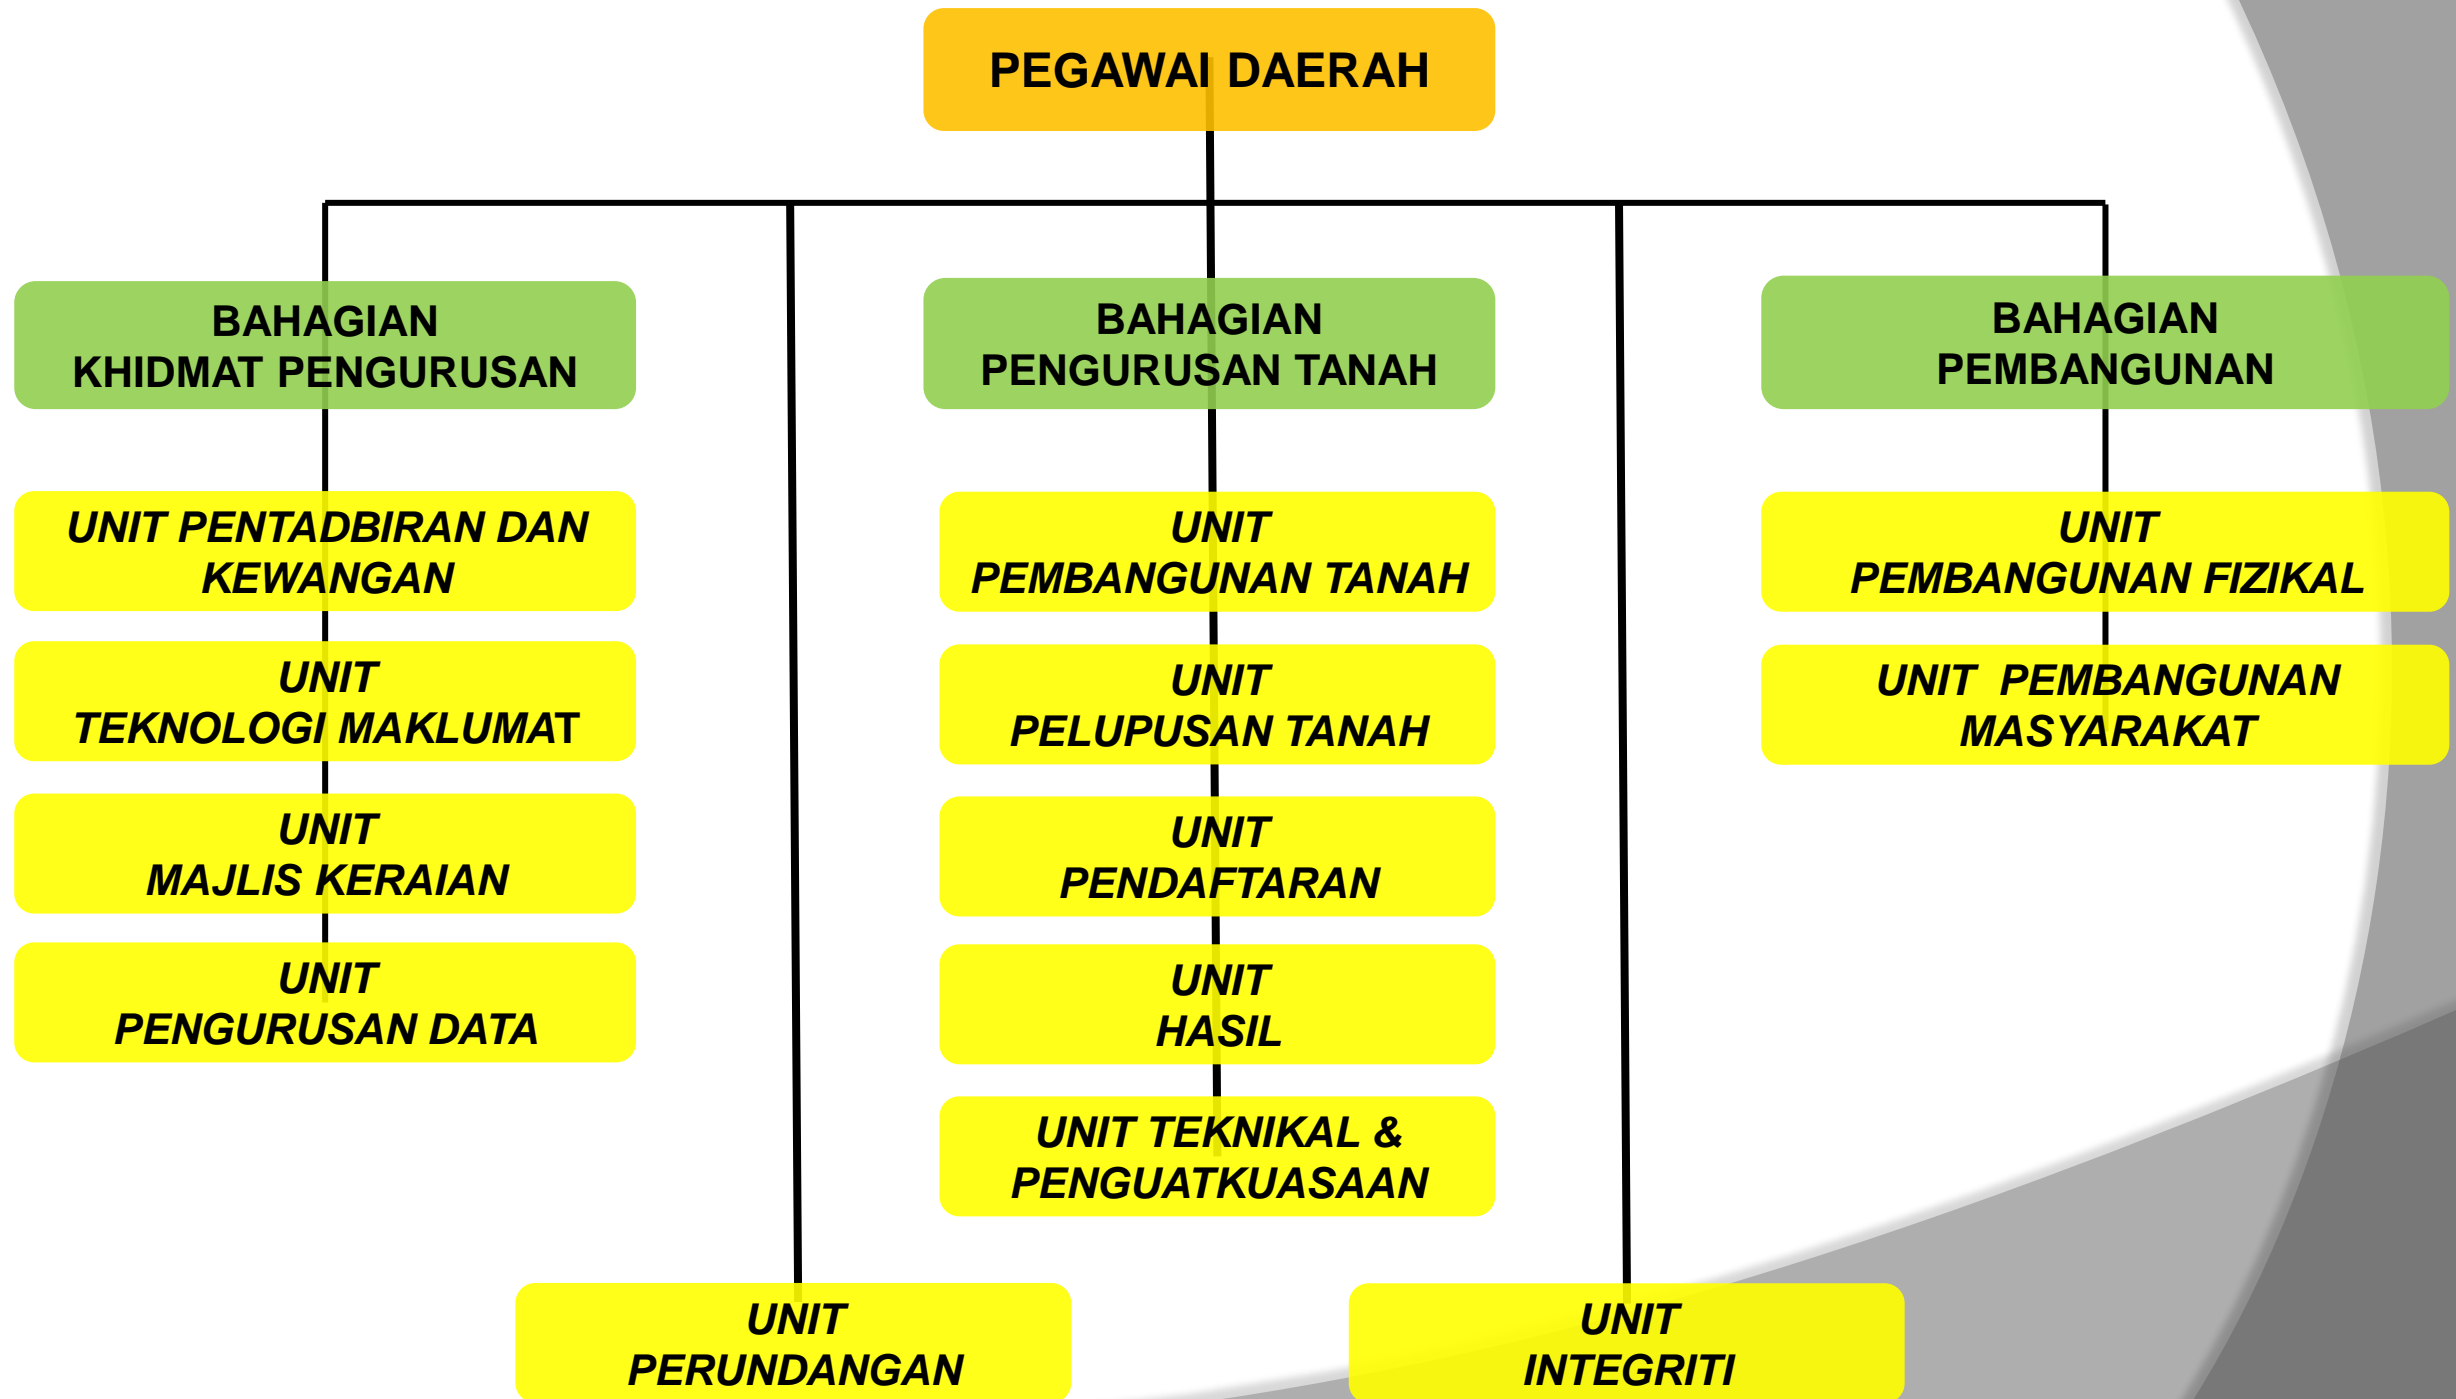 PEGAWAI DAERAH
BAHAGIAN
KHIDMAT PENGURUSAN
BAHAGIAN
PENGURUSAN TANAH
BAHAGIAN
PEMBANGUNAN
UNIT PENTADBIRAN DAN
KEWANGAN
UNIT
TEKNOLOGI MAKLUMAT
UNIT
MAJLIS KERAIAN
UNIT
PENGURUSAN DATA
UNIT
PEMBANGUNAN TANAH
UNIT
PELUPUSAN TANAH
UNIT
PENDAFTARAN
UNIT
HASIL
UNIT TEKNIKAL &
PENGUATKUASAAN
UNIT
PEMBANGUNAN FIZIKAL
UNIT PEMBANGUNAN
MASYARAKAT
UNIT
PERUNDANGAN
UNIT
INTEGRITI